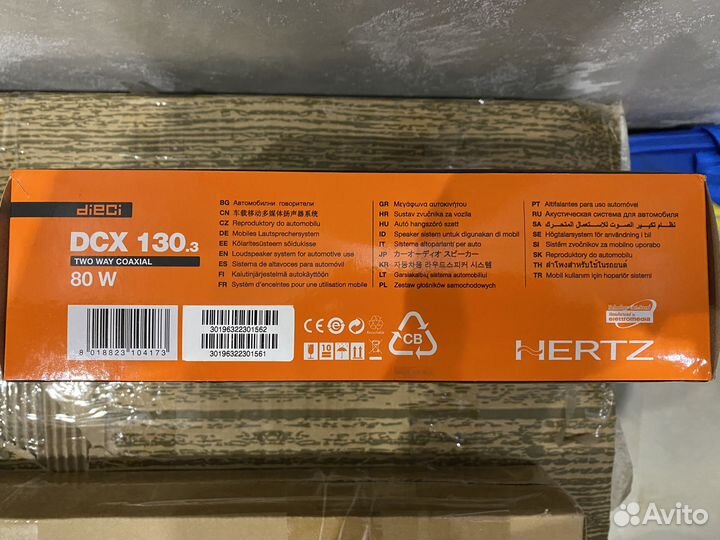 dieci
DCX 130.3
TWO WAY COAXIAL
80 W
BG Автомобилни говорители
CN 车载移动多媒体扬声器系统
CZ Reproduktory do automobilu
DE Mobiles Lautsprechersystem
EE Kõlaritesüsteem sõidukisse
EN Loudspeaker system for automotive use
ES Sistema de altavoces para automóvil
FI Kaiutinjärjestelmä autokäyttöön
FR Système d'enceintes pour une utilisation mobile
GR Μεγάφωνα αυτοκινήτου
HR Sustav zvučnika za vozila
HU Autó hangszóró szett
ID Speaker sistem untuk digunakan di mobil
IT Sistema altoparlanti per auto
JP カーオーディオ スピーカー
KR 자동차용 라우드스피커 시스템
LT Garsiakalbių sistema automobiliui
PL Zestaw głośników samochodowych
PT Altifalantes para uso automóvel
RU Акустическая система для автомобиля
SA نظام تكبير الصوت للاستعمال المتحرك
SE Högtalarsystem för användning i bil
SI Sistem zvočnikov za mobilno uporabo
SK Reproduktory do automobilu
TH ลำโพงสำหรับใช้ในรถยนต์
TR Mobil kullanım için hoparlör sistemi
8 018823 104173
30196322301562
30196322301561
CE
10
CB
elettromedia
HERTZ
Avito